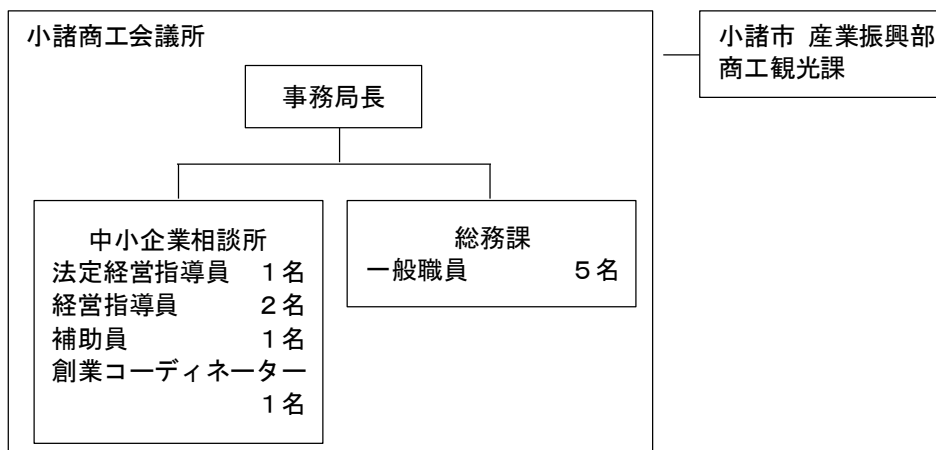 小諸商工会議所
小諸市 産業振興部
商工観光課
事務局長
中小企業相談所
法定経営指導員 1名
経営指導員 2名
補助員 1名
創業コーディネーター
1名
総務課
一般職員 5名